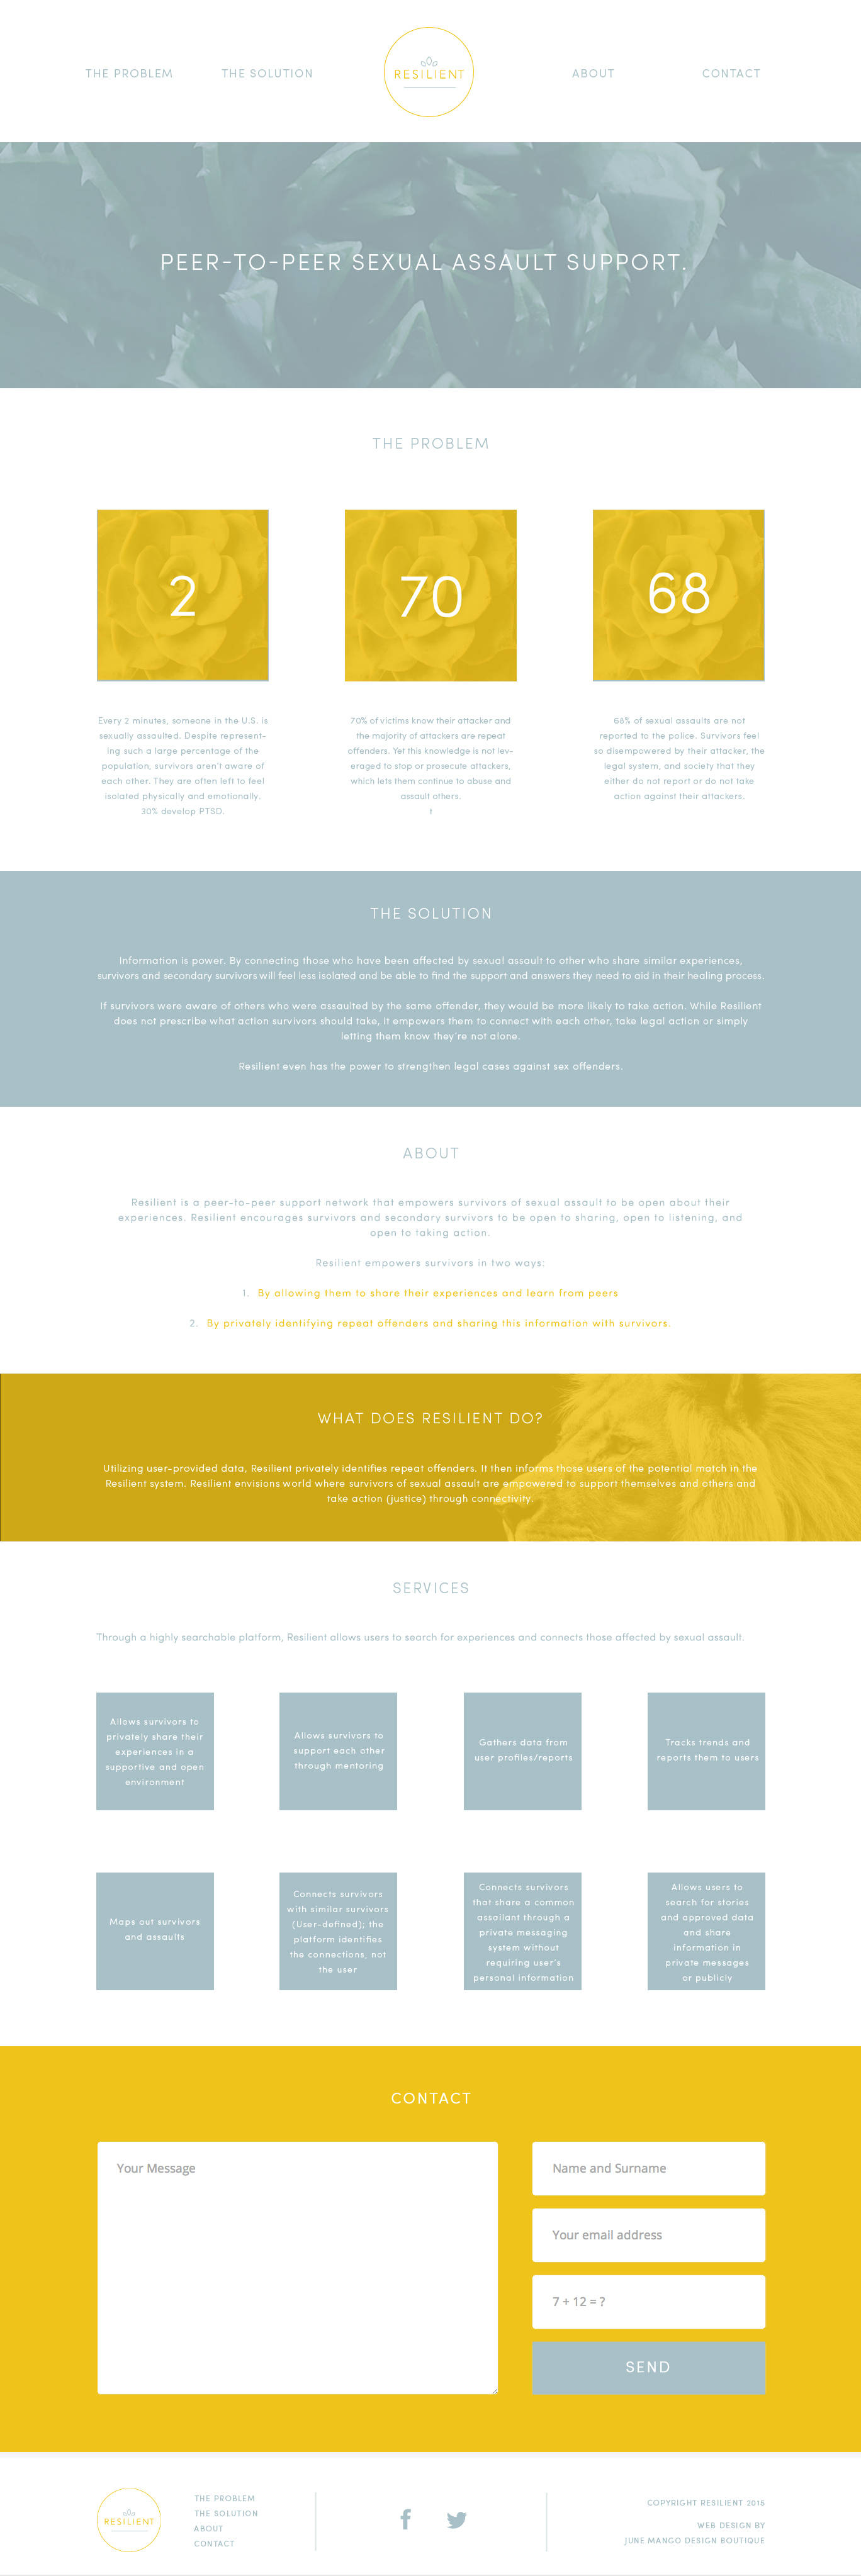 THE PROBLEM
THE SOLUTION
RESILIENT
ABOUT
CONTACT
PEER-TO-PEER SEXUAL ASSAULT SUPPORT.
THE PROBLEM
2
Every 2 minutes, someone in the U.S. is
sexually assaulted. Despite represent-
ing such a large percentage of the
population, survivors aren't aware of
each other. They are often left to feel
isolated physically and emotionally.
30% develop PTSD.
70
70% of victims know their attacker and
the majority of attackers are repeat
offenders. Yet this knowledge is not lev-
eraged to stop or prosecute attackers,
which lets them continue to abuse and
assault others.
t
68
68% of sexual assaults are not
reported to the police. Survivors feel
so disempowered by their attacker, the
legal system, and society that they
either do not report or do not take
action against their attackers.
THE SOLUTION
Information is power. By connecting those who have been affected by sexual assault to other who share similar experiences,
survivors and secondary survivors will feel less isolated and be able to find the support and answers they need to aid in their healing process.
If survivors were aware of others who were assaulted by the same offender, they would be more likely to take action. While Resilient
does not prescribe what action survivors should take, it empowers them to connect with each other, take legal action or simply
letting them know they're not alone.
Resilient even has the power to strengthen legal cases against sex offenders.
ABOUT
Resilient is a peer-to-peer support network that empowers survivors of sexual assault to be open about their
experiences. Resilient encourages survivors and secondary survivors to be open to sharing, open to listening, and
open to taking action.
Resilient empowers survivors in two ways:
1. By allowing them to share their experiences and learn from peers
2. By privately identifying repeat offenders and sharing this information with survivors.
WHAT DOES RESILIENT DO?
Utilizing user-provided data, Resilient privately identifies repeat offenders. It then informs those users of the potential match in the
Resilient system. Resilient envisions world where survivors of sexual assault are empowered to support themselves and others and
take action (justice) through connectivity.
SERVICES
Through a highly searchable platform, Resilient allows users to search for experiences and connects those affected by sexual assault.
Allows survivors to
privately share their
experiences in a
supportive and open
environment
Allows survivors to
support each other
through mentoring
Gathers data from
user profiles/reports
Tracks trends and
reports them to users
Maps out survivors
and assaults
Connects survivors
with similar survivors
(User-defined); the
platform identifies
the connections, not
the user
Connects survivors
that share a common
assailant through a
private messaging
system without
requiring user's
personal information
Allows users to
search for stories
and approved data
and share
information in
private messages
or publicly
CONTACT
Your Message
Name and Surname
Your email address
7 + 12 = ?
SEND
RESILIENT
THE PROBLEM
THE SOLUTION
ABOUT
CONTACT
COPYRIGHT RESILIENT 2015
WEB DESIGN BY
JUNE MANGO DESIGN BOUTIQUE